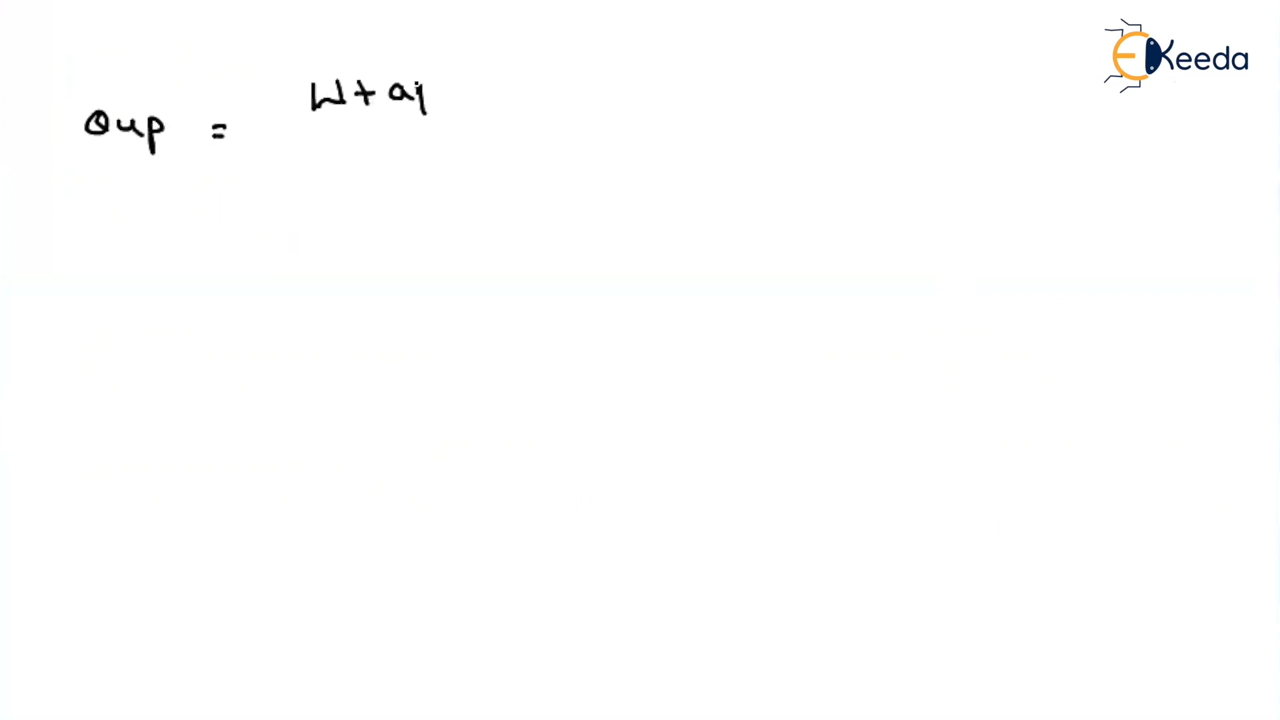 Qup = W + aj
Keeda